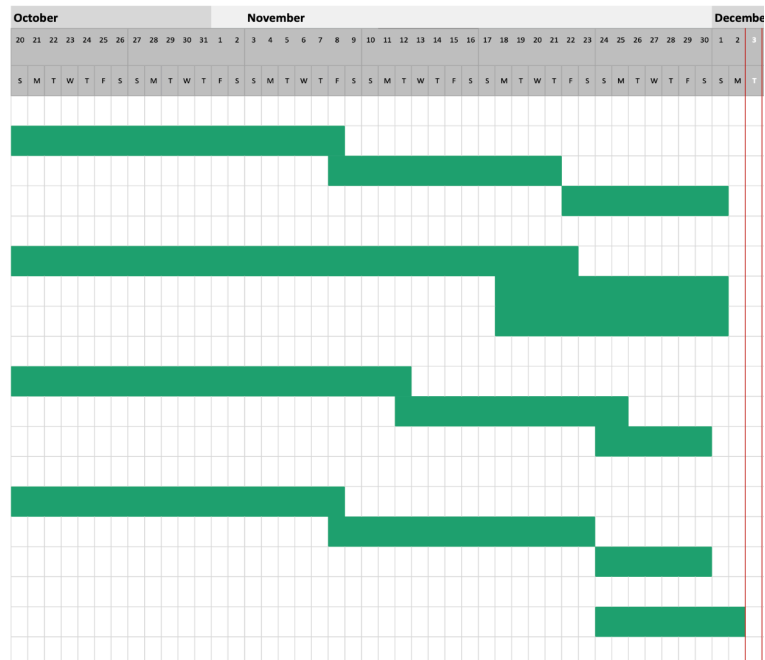 October November Decembe
20 21 22 23 24 25 26 27 28 29 30 31 1 2 3 4 5 6 7 8 9 10 11 12 13 14 15 16 17 18 19 20 21 22 23 24 25 26 27 28 29 30 1 2 3
S M T W T F S S M T W T F S S M T W T F S S M T W T F S S M T W T F S S M T W T F S S M T